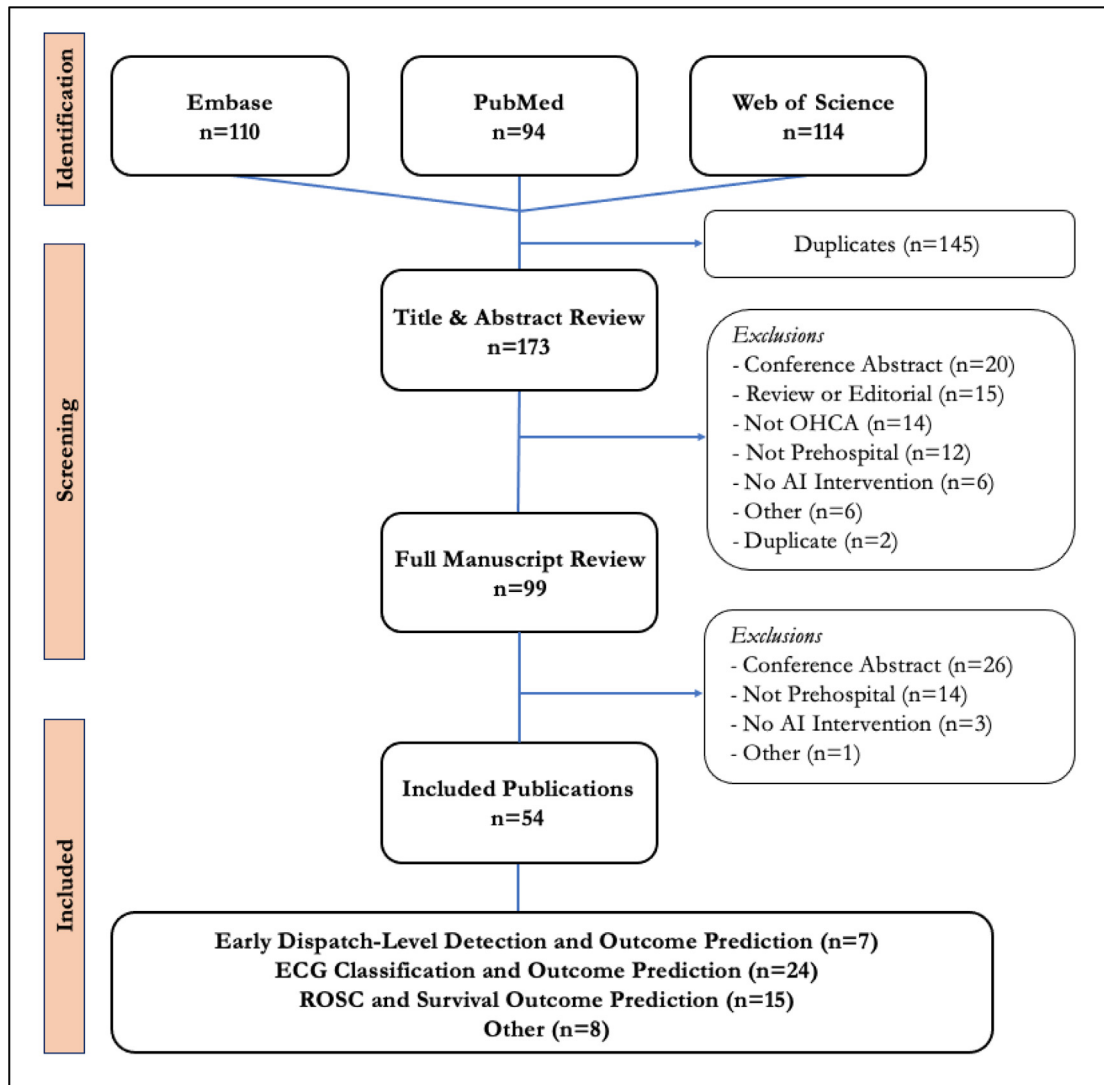 Identification
Embase
n=110
PubMed
n=94
Web of Science
n=114
Duplicates (n=145)
Screening
Title & Abstract Review
n=173
Exclusions
- Conference Abstract (n=20)
- Review or Editorial (n=15)
- Not OHCA (n=14)
- Not Prehospital (n=12)
- No AI Intervention (n=6)
- Other (n=6)
- Duplicate (n=2)
Full Manuscript Review
n=99
Exclusions
- Conference Abstract (n=26)
- Not Prehospital (n=14)
- No AI Intervention (n=3)
- Other (n=1)
Included
Included Publications
n=54
Early Dispatch-Level Detection and Outcome Prediction (n=7)
ECG Classification and Outcome Prediction (n=24)
ROSC and Survival Outcome Prediction (n=15)
Other (n=8)